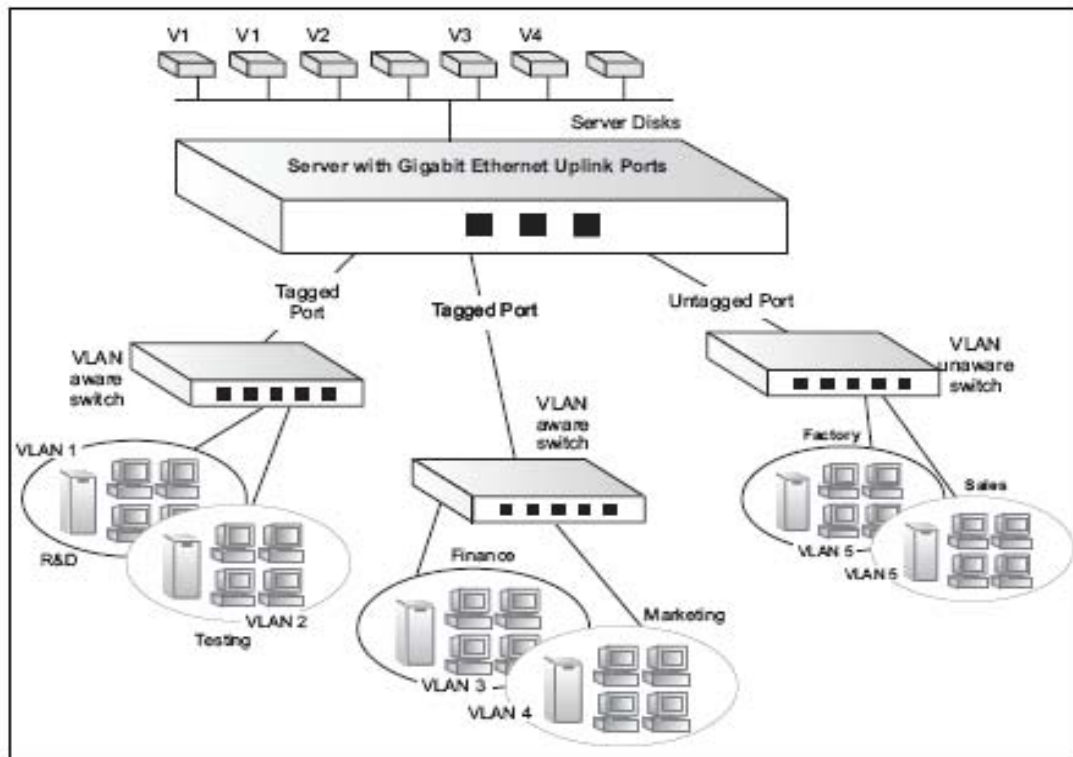 V1 V1 V2 V3 V4
Server Disks
Server with Gigabit Ethernet Uplink Ports
Tagged
Port
Tagged Port
Untagged Port
VLAN
aware
switch
VLAN
aware
switch
VLAN
unaware
switch
VLAN 1
R&D
Testing
VLAN 2
Finance
VLAN 3
Marketing
VLAN 4
Factory
VLAN 5
Sales
VLAN 5